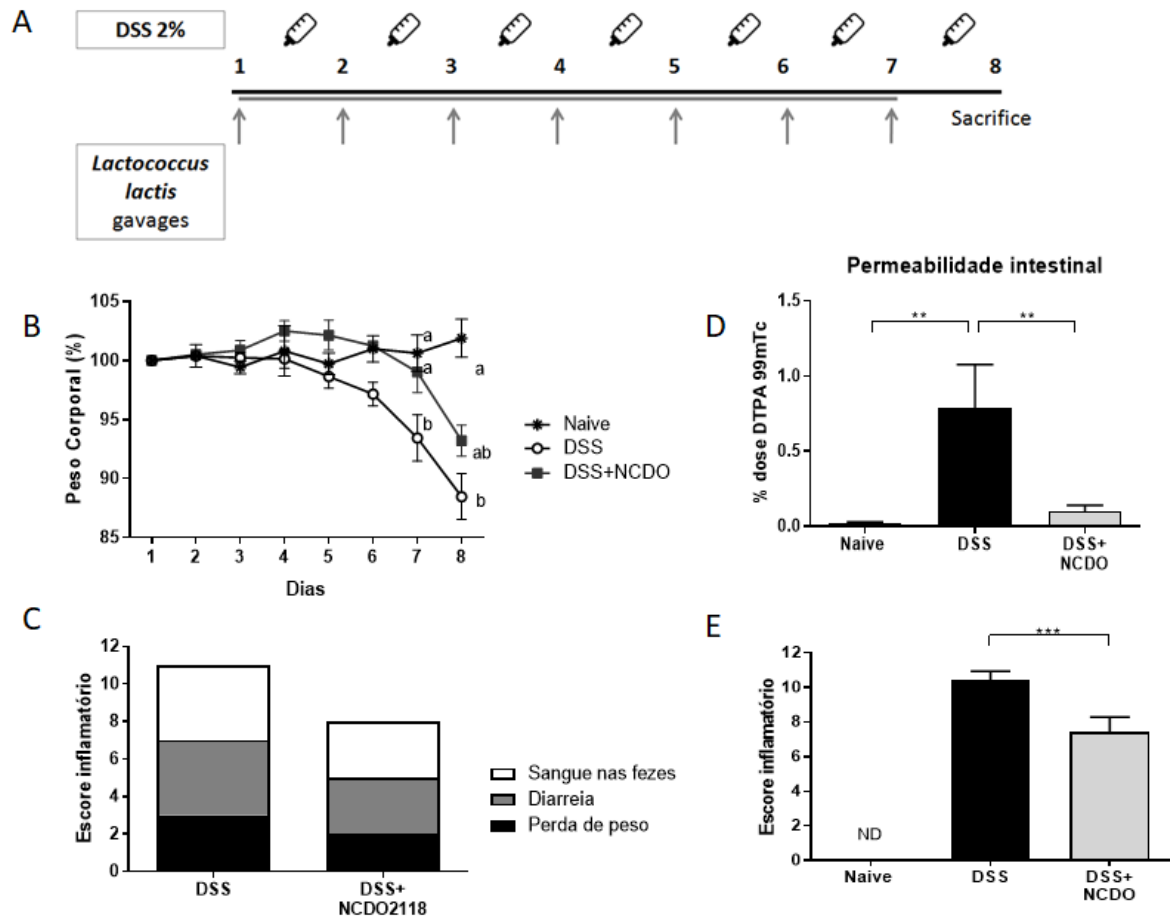 A
DSS 2%
1 2 3 4 5 6 7 8
Sacrifice
Lactococcus
lactis
gavages
B
Peso Corporal (%)
105
100
95
90
85
a
a
a
ab
b
b
Naive
DSS
DSS+NCDO
1 2 3 4 5 6 7 8
Dias
D
Permeabilidade intestinal
% dose DTPA 99mTc
1.5
1.0
0.5
0.0
** **
Naive DSS DSS+
NCDO
C
Escore inflamatório
12
10
8
6
4
2
0
Sangue nas fezes
Diarreia
Perda de peso
DSS DSS+
NCDO2118
E
Escore inflamatório
12
10
8
6
4
2
0
***
ND
Naive DSS DSS+
NCDO